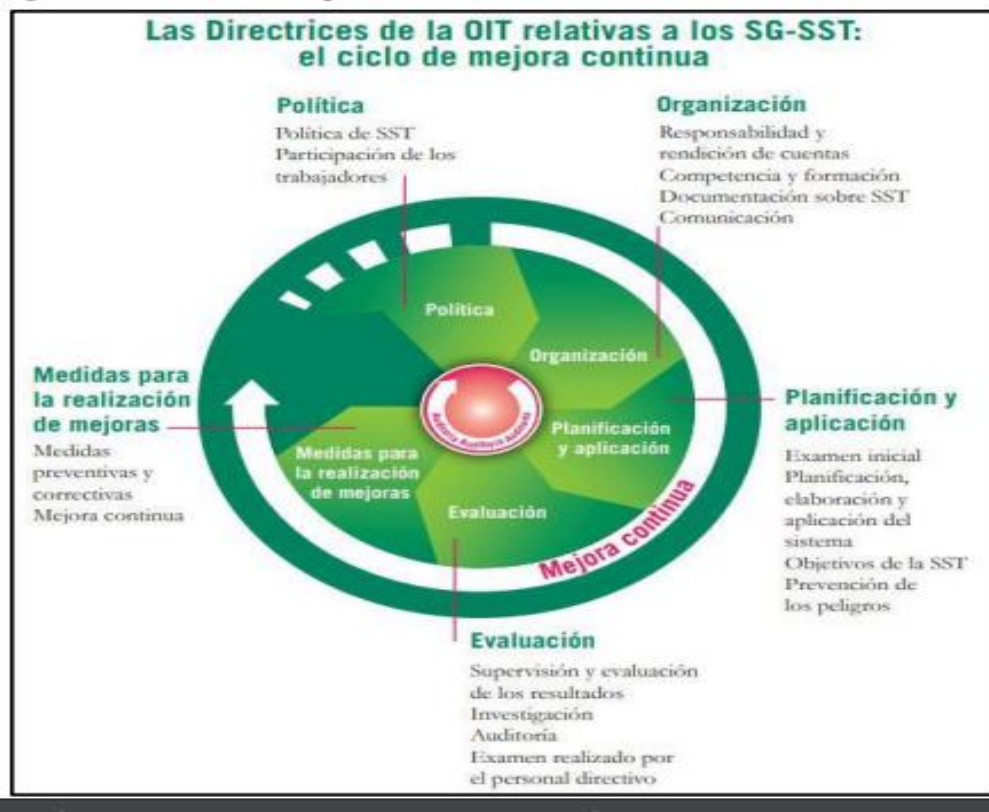 Las Directrices de la OIT relativas a los SG-SST:
el ciclo de mejora continua
Política
Política de SST
Participación de los
trabajadores
Organización
Responsabilidad y
rendición de cuentas
Competencia y formación
Documentación sobre SST
Comunicación
Política
Organización
Planificación
y aplicación
Evaluación
Medidas para
la realización
de mejoras
Auditoría Auditoría Auditoría
Mejora continua
Medidas para
la realización
de mejoras
Medidas
preventivas y
correctivas
Mejora continua
Planificación y
aplicación
Examen inicial
Planificación,
elaboración y
aplicación del
sistema
Objetivos de la SST
Prevención de
los peligros
Evaluación
Supervisión y evaluación
de los resultados
Investigación
Auditoría
Examen realizado por
el personal directivo